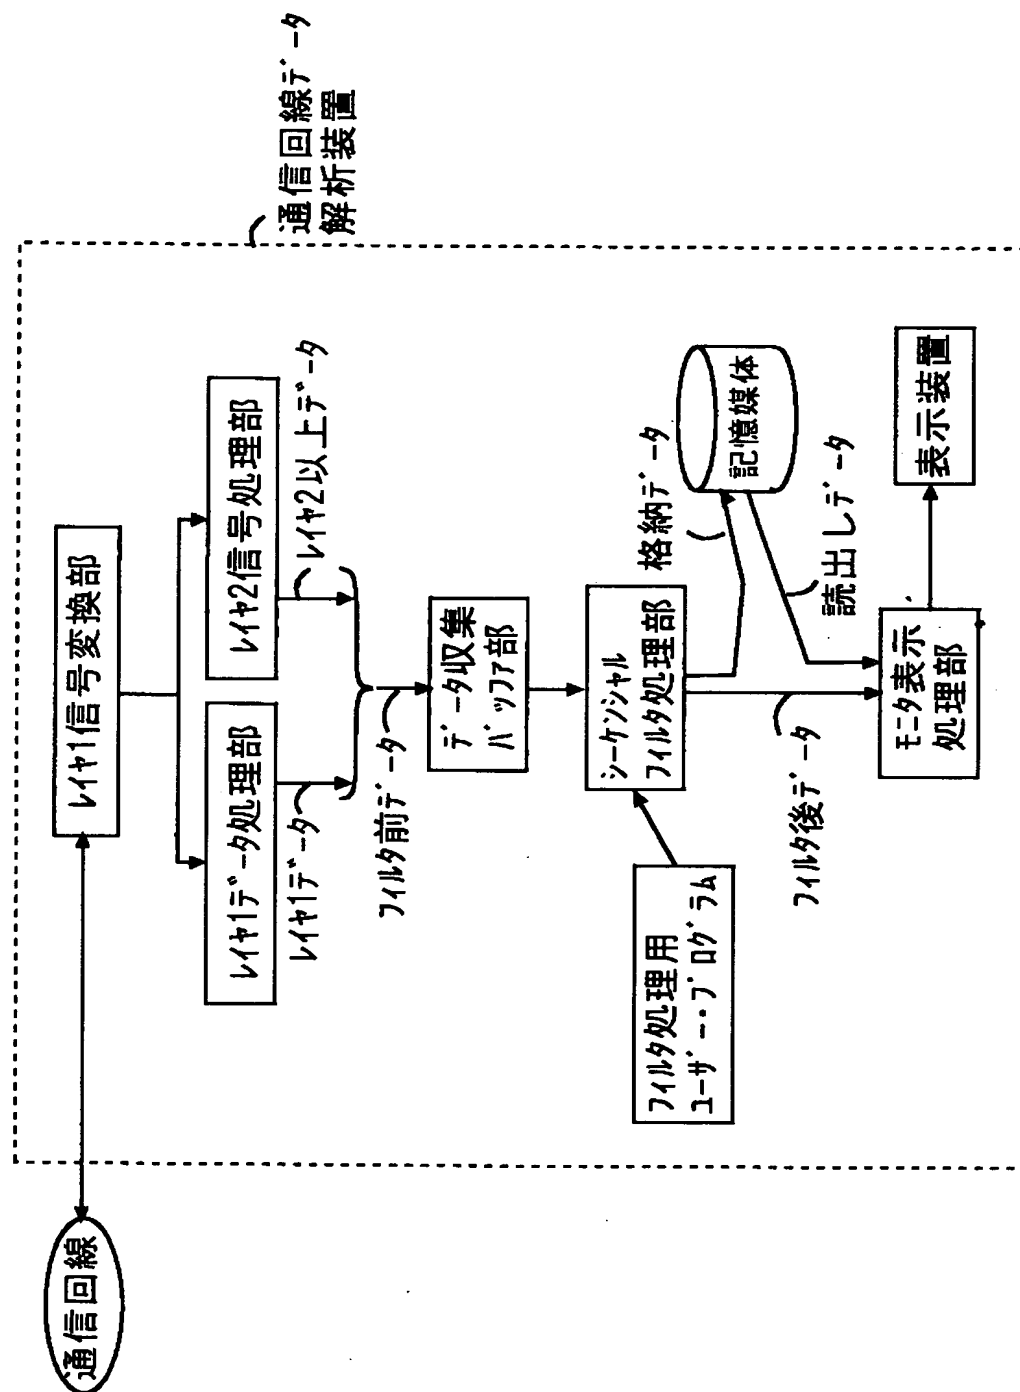 通信回線
通信回線データ
解析装置
レイヤ1信号変換部
レイヤ1データ処理部
レイヤ2信号処理部
レイヤ1データ
レイヤ2以上データ
フィルタ前データ
データ収集
バッファ部
フィルタ処理用
ユーザー・プログラム
シーケンシャル
フィルタ処理部
格納データ
記憶媒体
フィルタ後データ
読出しデータ
モニタ表示
処理部
表示装置